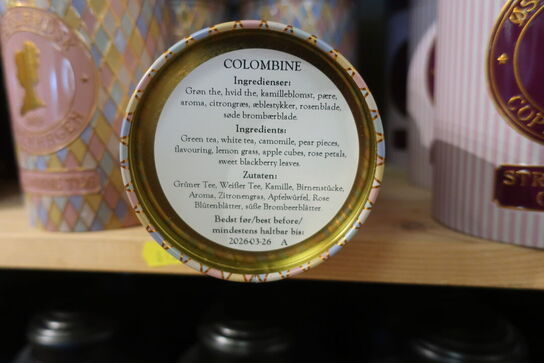 COLOMBINE
Ingredienser:
Grøn the, hvid the, kamilleblomst, pære,
aroma, citrongræs, æblestykker, rosenblade,
søde brombærblade.
Ingredients:
Green tea, white tea, camomile, pear pieces,
flavouring, lemon grass, apple cubes, rose petals,
sweet blackberry leaves.
Zutaten:
Grüner Tee, Weißer Tee, Kamille, Birnenstücke,
Aroma, Zitronengras, Apfelwürfel, Rose
Blütenblätter, süße Brombeerblätter.
Bedst før/best before/
mindestens haltbar bis:
2026-03-26 A